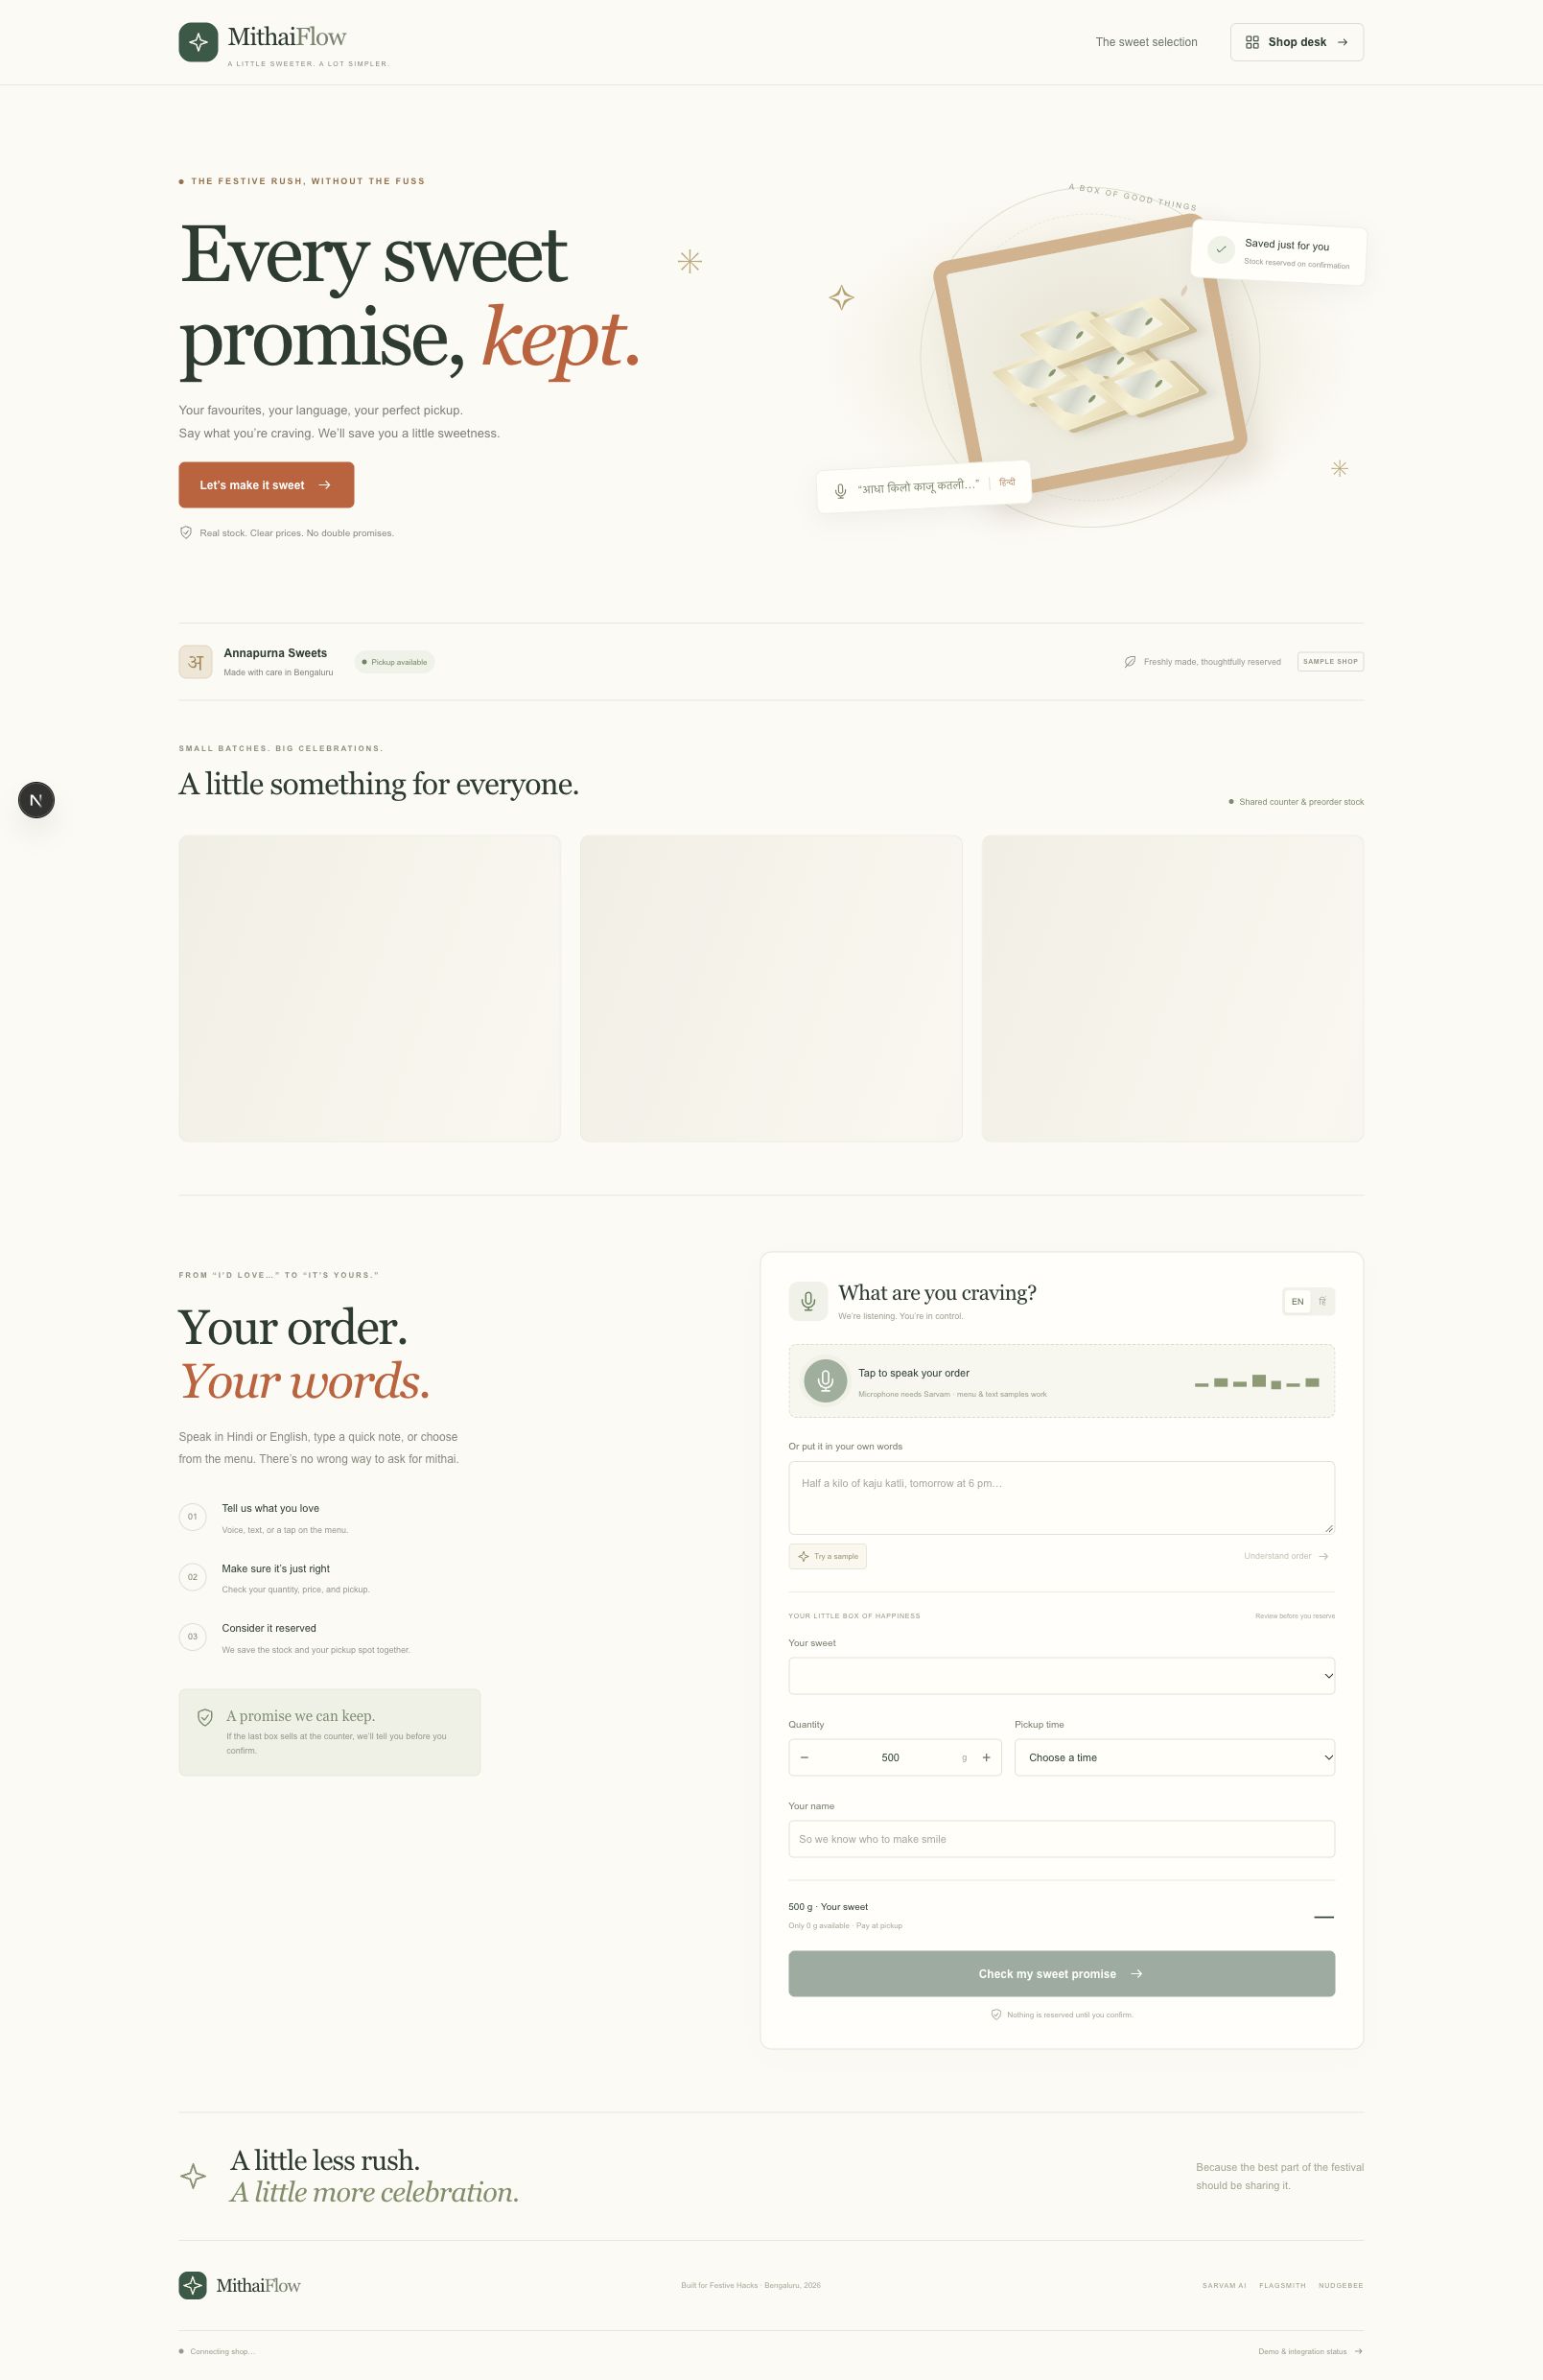 MithaiFlow
A LITTLE SWEETER. A LOT SIMPLER.
The sweet selection
Shop desk
THE FESTIVE RUSH, WITHOUT THE FUSS
Every sweet
promise, kept.
Your favourites, your language, your perfect pickup.
Say what you’re craving. We’ll save you a little sweetness.
Let’s make it sweet
Real stock. Clear prices. No double promises.
A BOX OF GOOD THINGS
Saved just for you
Stock reserved on confirmation
“आधा किलो काजू कतली…” हिन्दी
अ
Annapurna Sweets
Made with care in Bengaluru
Pickup available
Freshly made, thoughtfully reserved
SAMPLE SHOP
SMALL BATCHES. BIG CELEBRATIONS.
A little something for everyone.
Shared counter & preorder stock
N
FROM “I’D LOVE…” TO “IT’S YOURS.”
Your order.
Your words.
Speak in Hindi or English, type a quick note, or choose
from the menu. There’s no wrong way to ask for mithai.
01
Tell us what you love
Voice, text, or a tap on the menu.
02
Make sure it’s just right
Check your quantity, price, and pickup.
03
Consider it reserved
We save the stock and your pickup spot together.
A promise we can keep.
If the last box sells at the counter, we’ll tell you before you
confirm.
What are you craving?
We’re listening. You’re in control.
EN हिं
Tap to speak your order
Microphone needs Sarvam · menu & text samples work
Or put it in your own words
Half a kilo of kaju katli, tomorrow at 6 pm…
Try a sample
Understand order
YOUR LITTLE BOX OF HAPPINESS
Review before you reserve
Your sweet
Quantity
Pickup time
− 500 g +
Choose a time
Your name
So we know who to make smile
500 g · Your sweet
Only 0 g available · Pay at pickup
—
Check my sweet promise
Nothing is reserved until you confirm.
A little less rush.
A little more celebration.
Because the best part of the festival
should be sharing it.
MithaiFlow
Built for Festive Hacks · Bengaluru, 2026
SARVAM AI FLAGSMITH NUDGEBEE
Connecting shop…
Demo & integration status